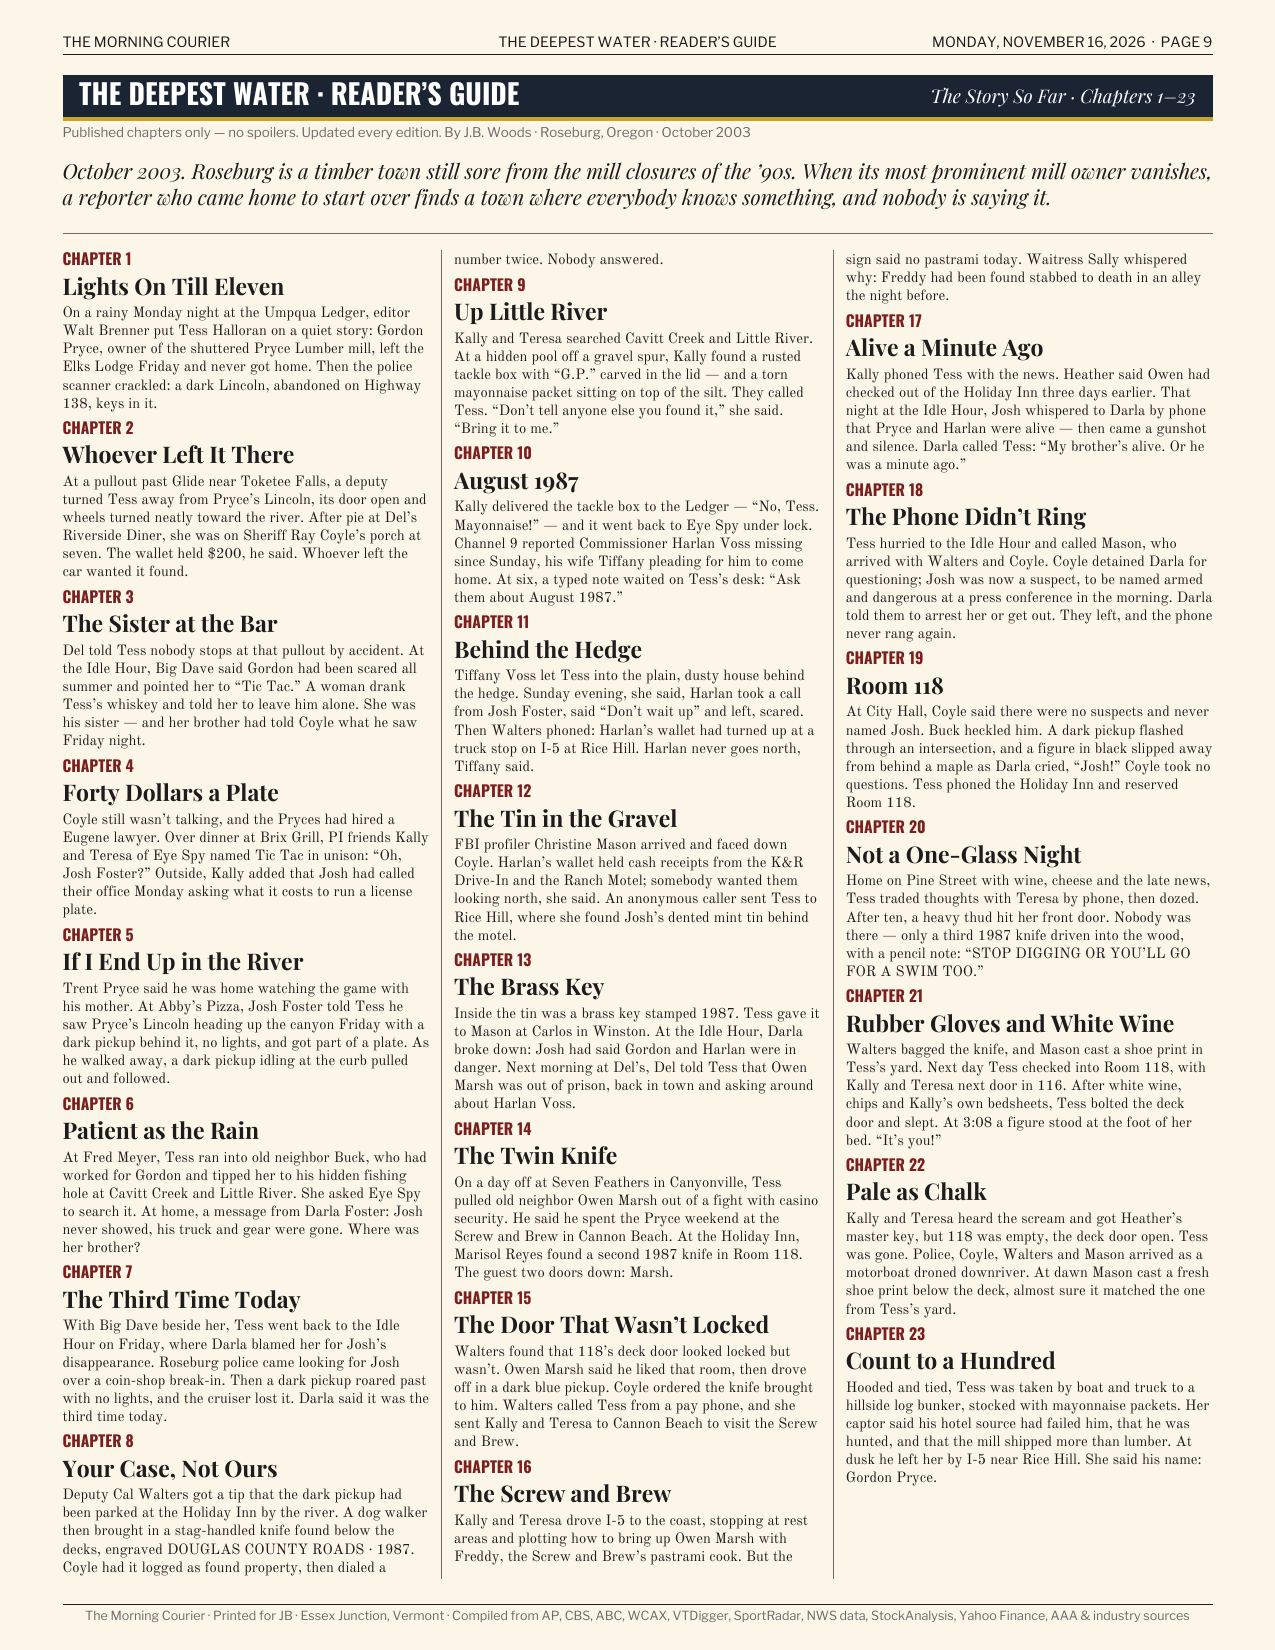 THE MORNING COURIER
THE DEEPEST WATER · READER’S GUIDE
MONDAY, NOVEMBER 16, 2026 · PAGE 9
THE DEEPEST WATER · READER’S GUIDE
The Story So Far · Chapters 1–23
Published chapters only — no spoilers. Updated every edition. By J.B. Woods · Roseburg, Oregon · October 2003
October 2003. Roseburg is a timber town still sore from the mill closures of the ’90s. When its most prominent mill owner vanishes,
a reporter who came home to start over finds a town where everybody knows something, and nobody is saying it.
CHAPTER 1
Lights On Till Eleven
On a rainy Monday night at the Umpqua Ledger, editor
Walt Brenner put Tess Halloran on a quiet story: Gordon
Pryce, owner of the shuttered Pryce Lumber mill, left the
Elks Lodge Friday and never got home. Then the police
scanner crackled: a dark Lincoln, abandoned on Highway
138, keys in it.
CHAPTER 2
Whoever Left It There
At a pullout past Glide near Toketee Falls, a deputy
turned Tess away from Pryce’s Lincoln, its door open and
wheels turned neatly toward the river. After pie at Del’s
Riverside Diner, she was on Sheriff Ray Coyle’s porch at
seven. The wallet held $200, he said. Whoever left the
car wanted it found.
CHAPTER 3
The Sister at the Bar
Del told Tess nobody stops at that pullout by accident. At
the Idle Hour, Big Dave said Gordon had been scared all
summer and pointed her to “Tic Tac.” A woman drank
Tess’s whiskey and told her to leave him alone. She was
his sister — and her brother had told Coyle what he saw
Friday night.
CHAPTER 4
Forty Dollars a Plate
Coyle still wasn’t talking, and the Pryces had hired a
Eugene lawyer. Over dinner at Brix Grill, PI friends Kally
and Teresa of Eye Spy named Tic Tac in unison: “Oh,
Josh Foster?” Outside, Kally added that Josh had called
their office Monday asking what it costs to run a license
plate.
CHAPTER 5
If I End Up in the River
Trent Pryce said he was home watching the game with
his mother. At Abby’s Pizza, Josh Foster told Tess he
saw Pryce’s Lincoln heading up the canyon Friday with a
dark pickup behind it, no lights, and got part of a plate. As
he walked away, a dark pickup idling at the curb pulled
out and followed.
CHAPTER 6
Patient as the Rain
At Fred Meyer, Tess ran into old neighbor Buck, who had
worked for Gordon and tipped her to his hidden fishing
hole at Cavitt Creek and Little River. She asked Eye Spy
to search it. At home, a message from Darla Foster: Josh
never showed, his truck and gear were gone. Where was
her brother?
CHAPTER 7
The Third Time Today
With Big Dave beside her, Tess went back to the Idle
Hour on Friday, where Darla blamed her for Josh’s
disappearance. Roseburg police came looking for Josh
over a coin-shop break-in. Then a dark pickup roared past
with no lights, and the cruiser lost it. Darla said it was the
third time today.
CHAPTER 8
Your Case, Not Ours
Deputy Cal Walters got a tip that the dark pickup had
been parked at the Holiday Inn by the river. A dog walker
then brought in a stag-handled knife found below the
decks, engraved DOUGLAS COUNTY ROADS · 1987.
Coyle had it logged as found property, then dialed a
number twice. Nobody answered.
CHAPTER 9
Up Little River
Kally and Teresa searched Cavitt Creek and Little River.
At a hidden pool off a gravel spur, Kally found a rusted
tackle box with “G.P.” carved in the lid — and a torn
mayonnaise packet sitting on top of the silt. They called
Tess. “Don’t tell anyone else you found it,” she said.
“Bring it to me.”
CHAPTER 10
August 1987
Kally delivered the tackle box to the Ledger — “No, Tess.
Mayonnaise!” — and it went back to Eye Spy under lock.
Channel 9 reported Commissioner Harlan Voss missing
since Sunday, his wife Tiffany pleading for him to come
home. At six, a typed note waited on Tess’s desk: “Ask
them about August 1987.”
CHAPTER 11
Behind the Hedge
Tiffany Voss let Tess into the plain, dusty house behind
the hedge. Sunday evening, she said, Harlan took a call
from Josh Foster, said “Don’t wait up” and left, scared.
Then Walters phoned: Harlan’s wallet had turned up at a
truck stop on I-5 at Rice Hill. Harlan never goes north,
Tiffany said.
CHAPTER 12
The Tin in the Gravel
FBI profiler Christine Mason arrived and faced down
Coyle. Harlan’s wallet held cash receipts from the K&R
Drive-In and the Ranch Motel; somebody wanted them
looking north, she said. An anonymous caller sent Tess to
Rice Hill, where she found Josh’s dented mint tin behind
the motel.
CHAPTER 13
The Brass Key
Inside the tin was a brass key stamped 1987. Tess gave it
to Mason at Carlos in Winston. At the Idle Hour, Darla
broke down: Josh had said Gordon and Harlan were in
danger. Next morning at Del’s, Del told Tess that Owen
Marsh was out of prison, back in town and asking around
about Harlan Voss.
CHAPTER 14
The Twin Knife
On a day off at Seven Feathers in Canyonville, Tess
pulled old neighbor Owen Marsh out of a fight with casino
security. He said he spent the Pryce weekend at the
Screw and Brew in Cannon Beach. At the Holiday Inn,
Marisol Reyes found a second 1987 knife in Room 118.
The guest two doors down: Marsh.
CHAPTER 15
The Door That Wasn’t Locked
Walters found that 118’s deck door looked locked but
wasn’t. Owen Marsh said he liked that room, then drove
off in a dark blue pickup. Coyle ordered the knife brought
to him. Walters called Tess from a pay phone, and she
sent Kally and Teresa to Cannon Beach to visit the Screw
and Brew.
CHAPTER 16
The Screw and Brew
Kally and Teresa drove I-5 to the coast, stopping at rest
areas and plotting how to bring up Owen Marsh with
Freddy, the Screw and Brew’s pastrami cook. But the
sign said no pastrami today. Waitress Sally whispered
why: Freddy had been found stabbed to death in an alley
the night before.
CHAPTER 17
Alive a Minute Ago
Kally phoned Tess with the news. Heather said Owen had
checked out of the Holiday Inn three days earlier. That
night at the Idle Hour, Josh whispered to Darla by phone
that Pryce and Harlan were alive — then came a gunshot
and silence. Darla called Tess: “My brother’s alive. Or he
was a minute ago.”
CHAPTER 18
The Phone Didn’t Ring
Tess hurried to the Idle Hour and called Mason, who
arrived with Walters and Coyle. Coyle detained Darla for
questioning; Josh was now a suspect, to be named armed
and dangerous at a press conference in the morning. Darla
told them to arrest her or get out. They left, and the phone
never rang again.
CHAPTER 19
Room 118
At City Hall, Coyle said there were no suspects and never
named Josh. Buck heckled him. A dark pickup flashed
through an intersection, and a figure in black slipped away
from behind a maple as Darla cried, “Josh!” Coyle took no
questions. Tess phoned the Holiday Inn and reserved
Room 118.
CHAPTER 20
Not a One-Glass Night
Home on Pine Street with wine, cheese and the late news,
Tess traded thoughts with Teresa by phone, then dozed.
After ten, a heavy thud hit her front door. Nobody was
there — only a third 1987 knife driven into the wood,
with a pencil note: “STOP DIGGING OR YOU’LL GO
FOR A SWIM TOO.”
CHAPTER 21
Rubber Gloves and White Wine
Walters bagged the knife, and Mason cast a shoe print in
Tess’s yard. Next day Tess checked into Room 118, with
Kally and Teresa next door in 116. After white wine,
chips and Kally’s own bedsheets, Tess bolted the deck
door and slept. At 3:08 a figure stood at the foot of her
bed. “It’s you!”
CHAPTER 22
Pale as Chalk
Kally and Teresa heard the scream and got Heather’s
master key, but 118 was empty, the deck door open. Tess
was gone. Police, Coyle, Walters and Mason arrived as a
motorboat droned downriver. At dawn Mason cast a fresh
shoe print below the deck, almost sure it matched the one
from Tess’s yard.
CHAPTER 23
Count to a Hundred
Hooded and tied, Tess was taken by boat and truck to a
hillside log bunker, stocked with mayonnaise packets. Her
captor said his hotel source had failed him, that he was
hunted, and that the mill shipped more than lumber. At
dusk he left her by I-5 near Rice Hill. She said his name:
Gordon Pryce.
The Morning Courier · Printed for JB · Essex Junction, Vermont · Compiled from AP, CBS, ABC, WCAX, VTDigger, SportRadar, NWS data, StockAnalysis, Yahoo Finance, AAA & industry sources